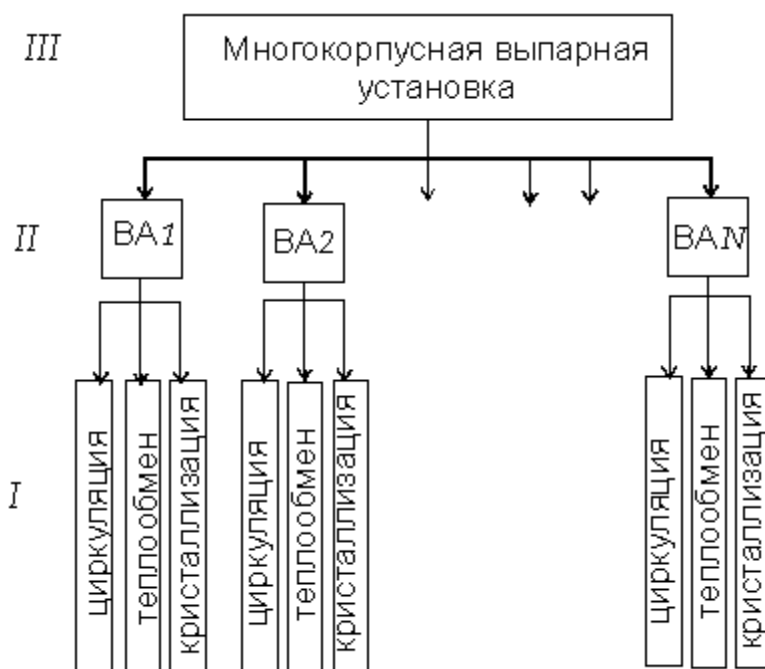 III
Многокорпусная выпарная
установка
II
ВА1
ВА2
ВАN
I
циркуляция
теплообмен
кристаллизация
циркуляция
теплообмен
кристаллизация
циркуляция
теплообмен
кристаллизация